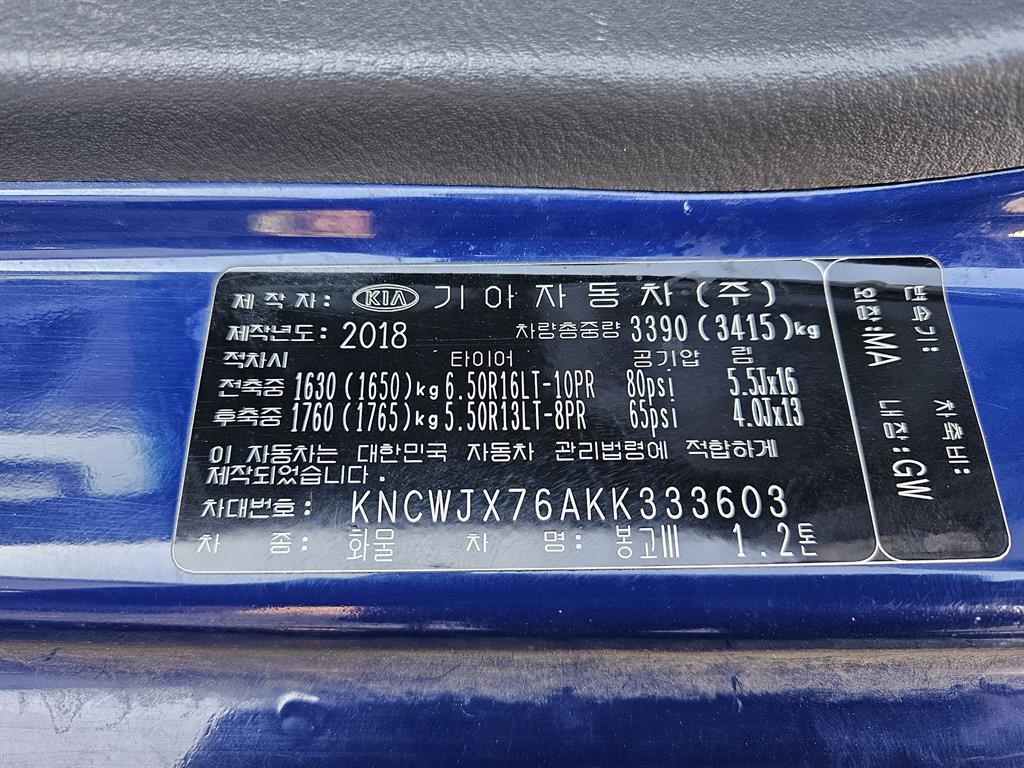 제 작 자: KIA 기아자동차(주)
제작년도: 2018 차량총중량 3390 (3415)kg
적차시 타이어 공기압 림
전축중 1630 (1650)kg 6.50R16LT-10PR 80psi 5.5Jx16
후축중 1760 (1765)kg 5.50R13LT-8PR 65psi 4.0Jx13
이 자동차는 대한민국 자동차 관리법령에 적합하게
제작되었습니다.
차대번호: KNCWJX76AKK333603
차 종: 화물 차 명: 봉고Ⅲ 1.2톤
변속기: 차축비:
외장:MA 내장:GW